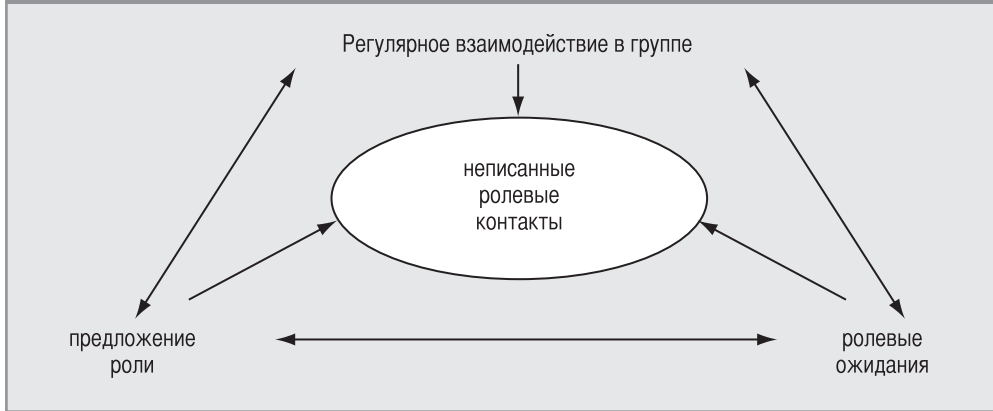 Регулярное взаимодействие в группе
неписанные
ролевые
контакты
предложение
роли
ролевые
ожидания